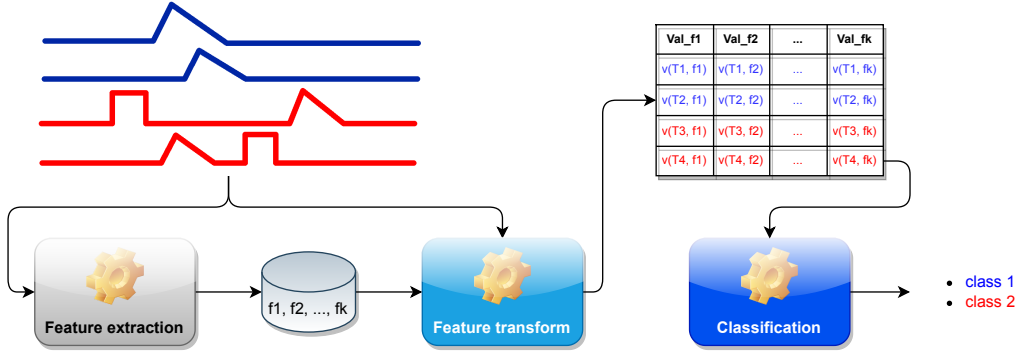 Val_f1 Val_f2 ... Val_fk
v(T1, f1) v(T1, f2) ... v(T1, fk)
v(T2, f1) v(T2, f2) ... v(T2, fk)
v(T3, f1) v(T3, f2) ... v(T3, fk)
v(T4, f1) v(T4, f2) ... v(T4, fk)
Feature extraction
f1, f2, ..., fk
Feature transform
Classification
• class 1
• class 2